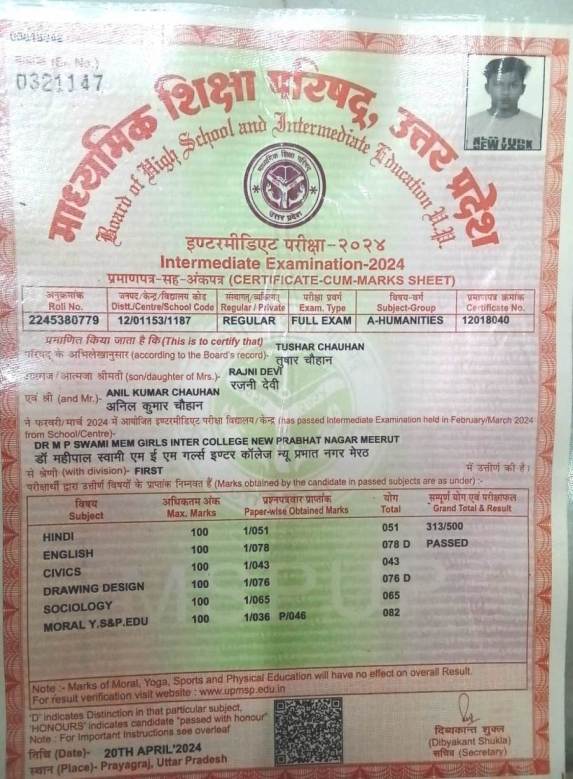 0321147
माध्यमिक शिक्षा परिषद्, उत्तर प्रदेश
Board of High School and Intermediate Education U.P.
माध्यमिक शिक्षा परिषद्
उत्तर प्रदेश
NEW YORK
इण्टरमीडिएट परीक्षा-२०२४
Intermediate Examination-2024
प्रमाणपत्र-सह-अंकपत्र (CERTIFICATE-CUM-MARKS SHEET)
अनुक्रमांक जनपद/केन्द्र/विद्यालय कोड संस्थागत/व्यक्तिगत परीक्षा प्रवर्ग विषय-वर्ग प्रमाणपत्र क्रमांक
Roll No. Distt./Centre/School Code Regular / Private Exam. Type Subject-Group Certificate No.
2245380779 12/01153/1187 REGULAR FULL EXAM A-HUMANITIES 12018040
प्रमाणित किया जाता है कि (This is to certify that) TUSHAR CHAUHAN
परिषद् के अभिलेखानुसार (according to the Board's record)- तुषार चौहान
आत्मज / आत्मजा श्रीमती (son/daughter of Mrs.)- RAJNI DEVI
रजनी देवी
एवं श्री (and Mr.)- ANIL KUMAR CHAUHAN
अनिल कुमार चौहान
ने फरवरी/मार्च 2024 में आयोजित इण्टरमीडिएट परीक्षा विद्यालय/केन्द्र (has passed Intermediate Examination held in February/March 2024
from School/Centre)-
DR M P SWAMI MEM GIRLS INTER COLLEGE NEW PRABHAT NAGAR MEERUT
डॉ महीपाल स्वामी एम ई एम गर्ल्स इण्टर कॉलेज न्यू प्रभात नगर मेरठ
से श्रेणी (with division)- FIRST में उत्तीर्ण की है।
परीक्षार्थी द्वारा उत्तीर्ण विषयों के प्राप्तांक निम्नवत हैं (Marks obtained by the candidate in passed subjects are as under) :-
विषय अधिकतम अंक प्रश्नपत्रवार प्राप्तांक योग सम्पूर्ण योग एवं परीक्षाफल
Subject Max. Marks Paper-wise Obtained Marks Total Grand Total & Result
HINDI 100 1/051 051 313/500
ENGLISH 100 1/078 078 D PASSED
CIVICS 100 1/043 043
DRAWING DESIGN 100 1/076 076 D
SOCIOLOGY 100 1/065 065
MORAL Y.S&P.EDU 100 1/036 P/046 082
Note :- Marks of Moral, Yoga, Sports and Physical Education will have no effect on overall Result.
For result verification visit website : www.upmsp.edu.in
'D' indicates Distinction in that particular subject,
'HONOURS' indicates candidate "passed with honour"
Note : For Important Instructions see overleaf
तिथि (Date)- 20TH APRIL'2024
स्थान (Place)- Prayagraj, Uttar Pradesh
दिव्यकान्त शुक्ल
(Dibyakant Shukla)
सचिव (Secretary)